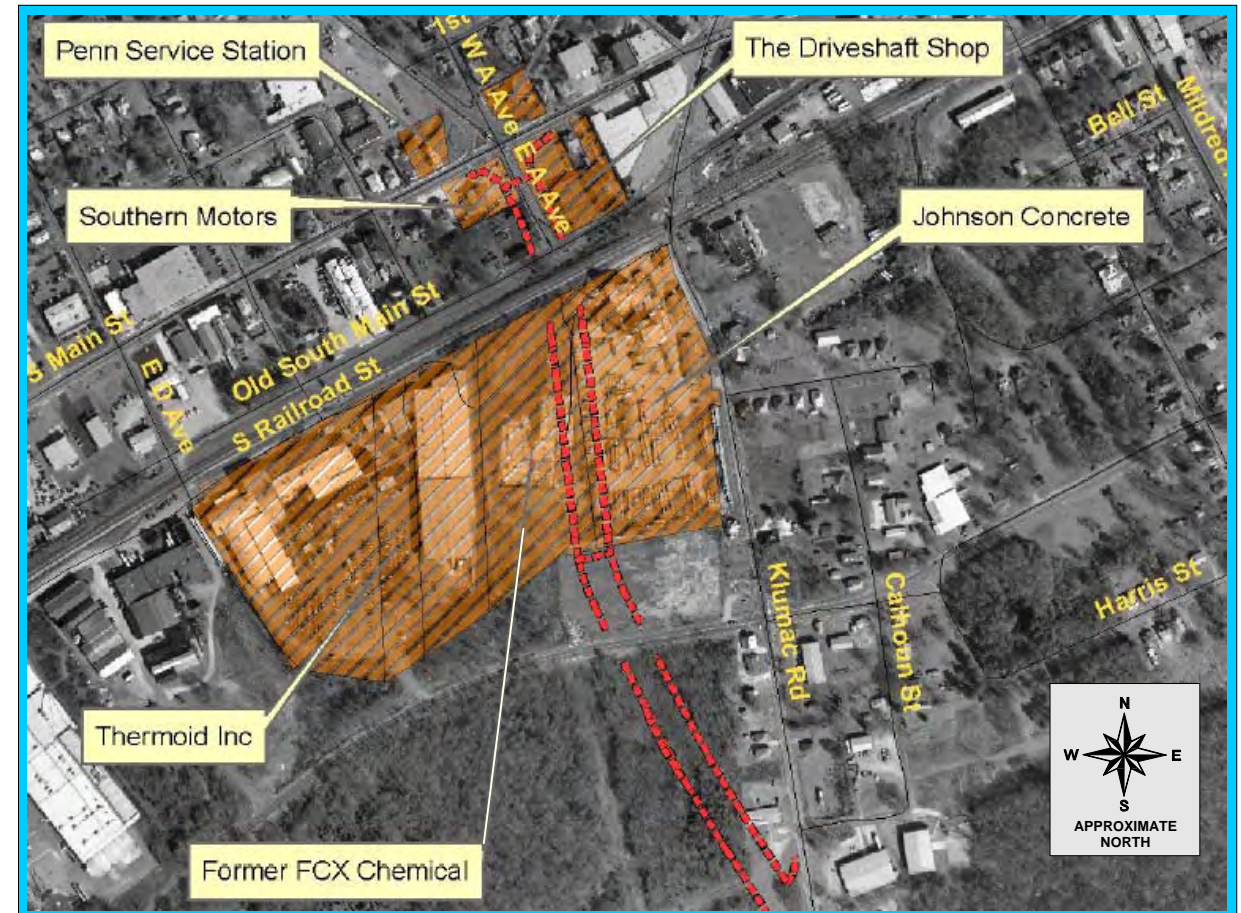 Penn Service Station
1st W A Ave
The Driveshaft Shop
Bell St
Mildred
Southern Motors
E A Ave
Johnson Concrete
S Main St
Old South Main St
E D Ave
S Railroad St
Klumac Rd
Calhoun St
Harris St
Thermoid Inc
Former FCX Chemical
N
W
E
S
APPROXIMATE
NORTH